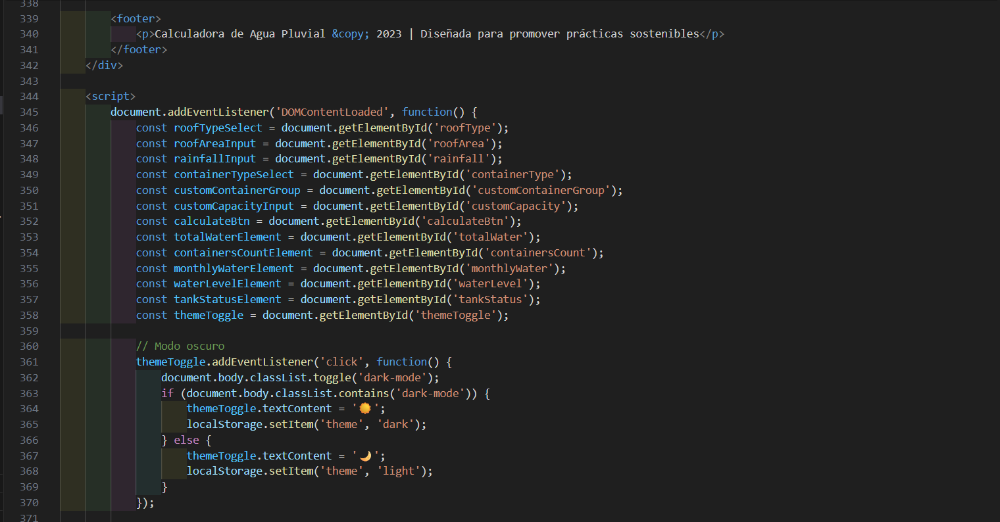 338
339 <footer>
340 <p>Calculadora de Agua Pluvial &copy; 2023 | Diseñada para promover prácticas sostenibles</p>
341 </footer>
342 </div>
343
344 <script>
345 document.addEventListener('DOMContentLoaded', function() {
346 const roofTypeSelect = document.getElementById('roofType');
347 const roofAreaInput = document.getElementById('roofArea');
348 const rainfallInput = document.getElementById('rainfall');
349 const containerTypeSelect = document.getElementById('containerType');
350 const customContainerGroup = document.getElementById('customContainerGroup');
351 const customCapacityInput = document.getElementById('customCapacity');
352 const calculateBtn = document.getElementById('calculateBtn');
353 const totalWaterElement = document.getElementById('totalWater');
354 const containersCountElement = document.getElementById('containersCount');
355 const monthlyWaterElement = document.getElementById('monthlyWater');
356 const waterLevelElement = document.getElementById('waterLevel');
357 const tankStatusElement = document.getElementById('tankStatus');
358 const themeToggle = document.getElementById('themeToggle');
359
360 // Modo oscuro
361 themeToggle.addEventListener('click', function() {
362 document.body.classList.toggle('dark-mode');
363 if (document.body.classList.contains('dark-mode')) {
364 themeToggle.textContent = '☀️';
365 localStorage.setItem('theme', 'dark');
366 } else {
367 themeToggle.textContent = '🌙';
368 localStorage.setItem('theme', 'light');
369 }
370 });
371